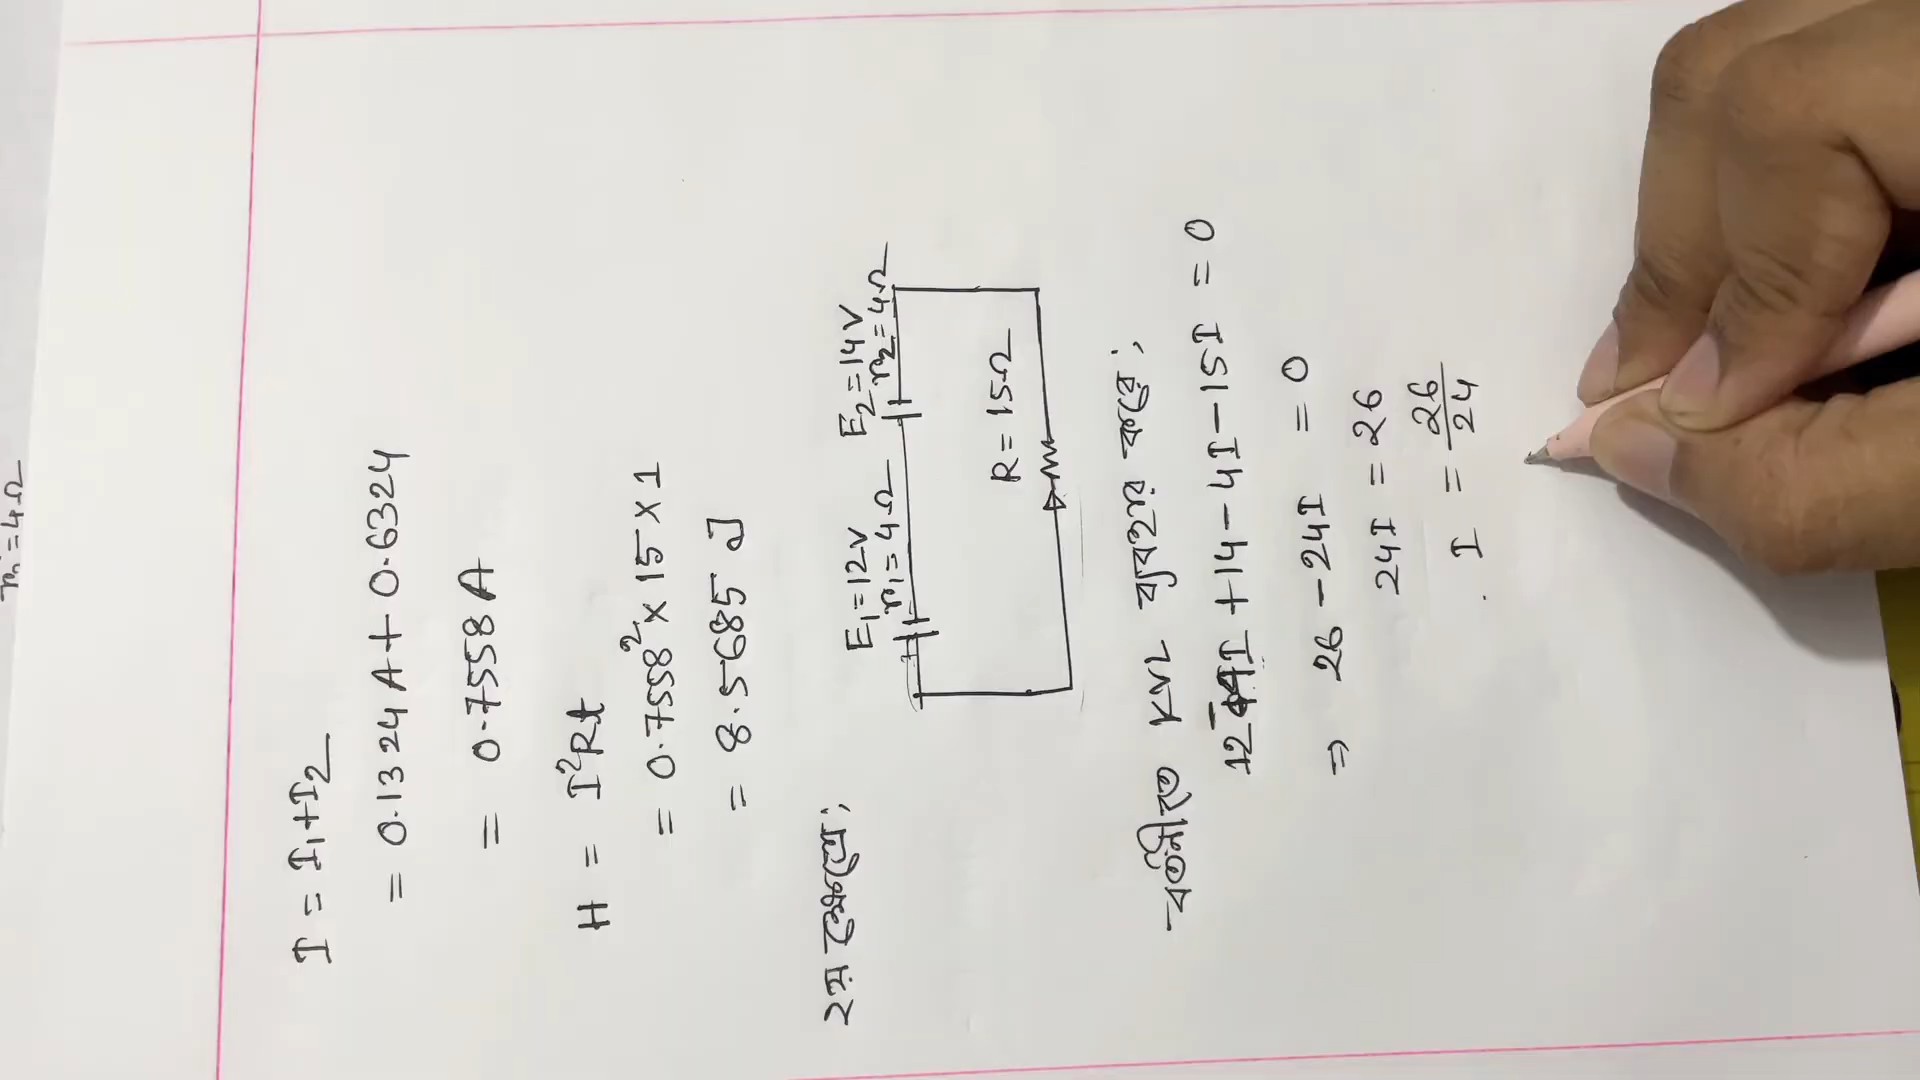 rₙ = 4Ω
I = I₁+I₂
= 0.1324 A + 0.6324
= 0.7558 A
H = I²Rt
= 0.7558² × 15 × 1
= 8.5685 J
২য় ক্ষেত্রে:
E₁ = 12V
r₁ = 4Ω
E₂ = 14V
r₂ = 4Ω
R = 15Ω
বর্তনীতে KVL ব্যবহার করে;
12 - 4I + 14 - 4I - 15I = 0
⇒ 26 - 24I = 0
24I = 26
I = 26/24